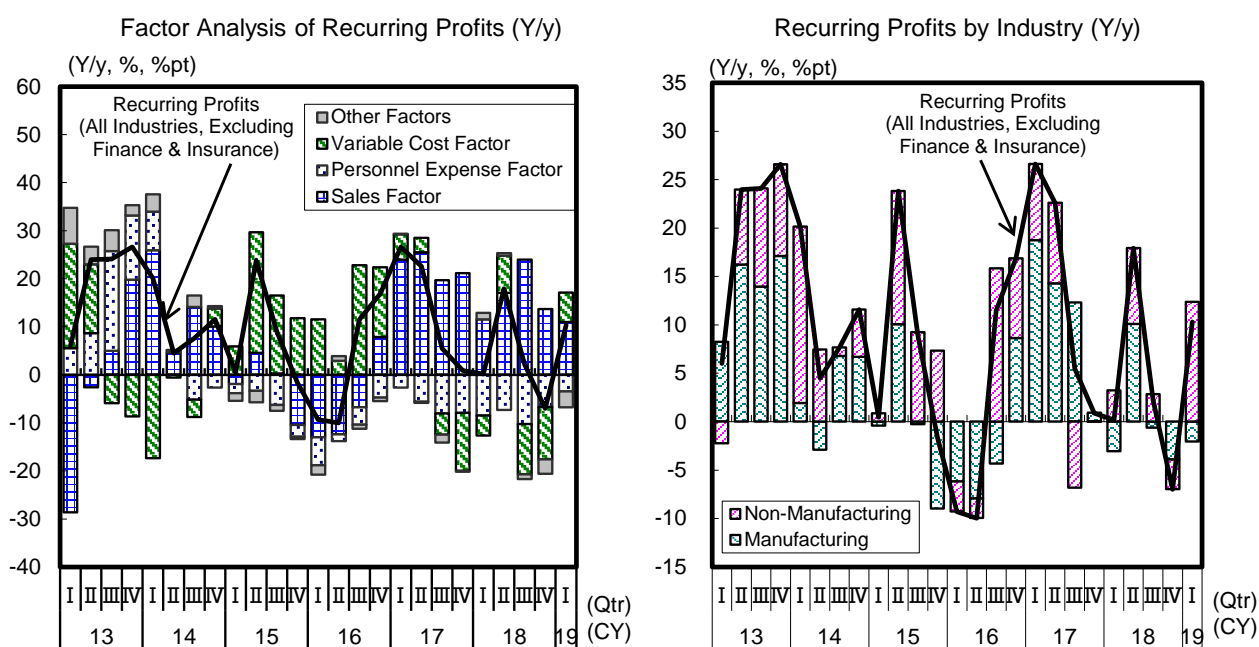 Factor Analysis of Recurring Profits (Y/y)
(Y/y, %, %pt)
60
50
40
30
20
10
0
-10
-20
-30
-40
Recurring Profits
(All Industries, Excluding
Finance & Insurance)
Other Factors
Variable Cost Factor
Personnel Expense Factor
Sales Factor
Ⅰ Ⅱ Ⅲ Ⅳ Ⅰ Ⅱ Ⅲ Ⅳ Ⅰ Ⅱ Ⅲ Ⅳ Ⅰ Ⅱ Ⅲ Ⅳ Ⅰ Ⅱ Ⅲ Ⅳ Ⅰ Ⅱ Ⅲ Ⅳ Ⅰ (Qtr)
13 14 15 16 17 18 19 (CY)
Recurring Profits by Industry (Y/y)
(Y/y, %, %pt)
35
30
25
20
15
10
5
0
-5
-10
-15
Recurring Profits
(All Industries, Excluding
Finance & Insurance)
Non-Manufacturing
Manufacturing
Ⅰ Ⅱ Ⅲ Ⅳ Ⅰ Ⅱ Ⅲ Ⅳ Ⅰ Ⅱ Ⅲ Ⅳ Ⅰ Ⅱ Ⅲ Ⅳ Ⅰ Ⅱ Ⅲ Ⅳ Ⅰ Ⅱ Ⅲ Ⅳ Ⅰ (Qtr)
13 14 15 16 17 18 19 (CY)